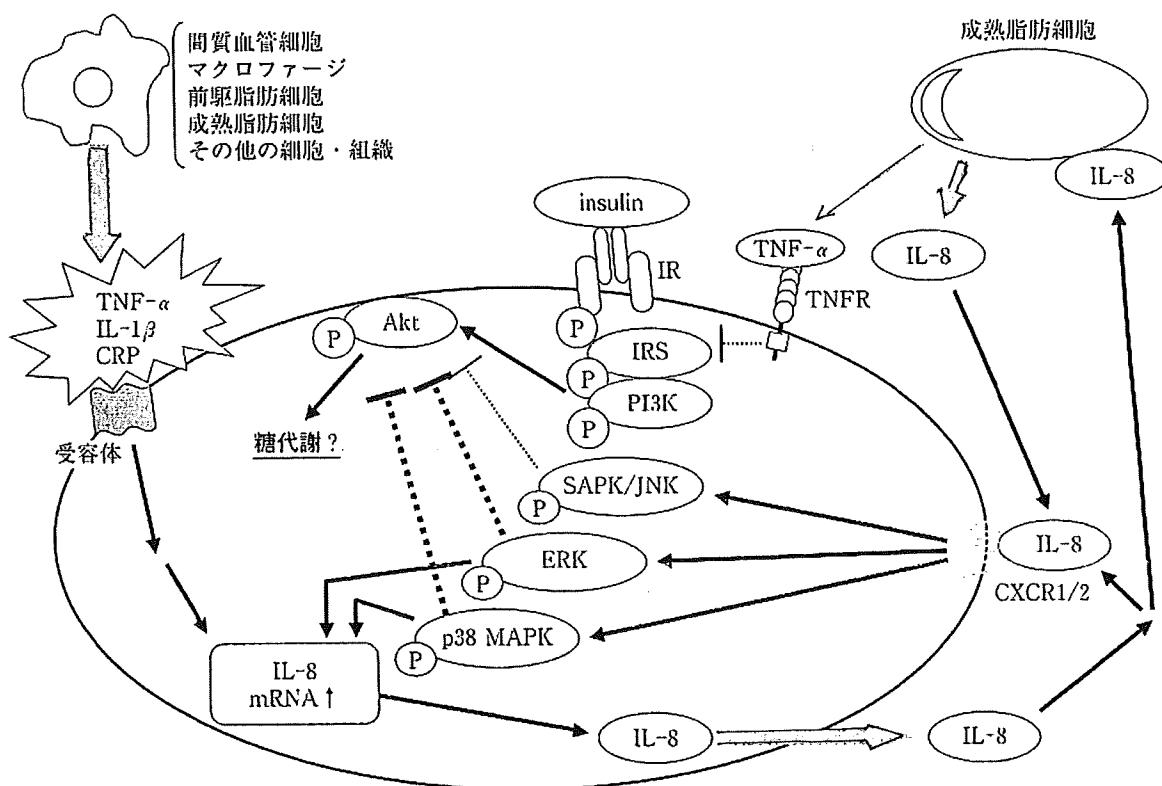 間質血管細胞
マクロファージ
前駆脂肪細胞
成熟脂肪細胞
その他の細胞・組織
成熟脂肪細胞
IL-8
insulin
IR
TNF-α
TNFR
IL-8
TNF-α
IL-1β
CRP
受容体
P
Akt
糖代謝?
P
IRS
P
PI3K
P
SAPK/JNK
P
ERK
P
p38 MAPK
P
IL-8
CXCR1/2
IL-8
mRNA↑
IL-8
IL-8